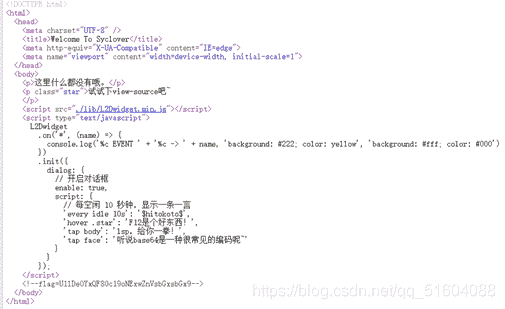 <!DOCTYPE html>
<html>
<head>
<meta charset="UTF-8" />
<title>Welcome To Syclover</title>
<meta http-equiv="X-UA-Compatible" content="IE=edge">
<meta name="viewport" content="width=device-width, initial-scale=1">
</head>
<body>
<p>这里什么都没有哦。</p>
<p class="star">试试下view-source吧~
</p>
<script src="./lib/L2Dwidget.min.js"></script>
<script type="text/javascript">
L2Dwidget
.on('*', (name) => {
console.log('%c EVENT ' + '%c -> ' + name, 'background: #222; color: yellow', 'background: #fff; color: #000')
})
.init({
dialog: {
// 开启对话框
enable: true,
script: {
// 每空闲 10 秒钟，显示一条一言
'every idle 10s': '$hitokoto$',
'hover .star': 'F12是个好东西!',
'tap body': 'lsp，给你一拳!',
'tap face': '听说base64是一种很常见的编码呢~'
}
}
});
</script>
</body>
</html>
https://blog.csdn.net/qq_51604088